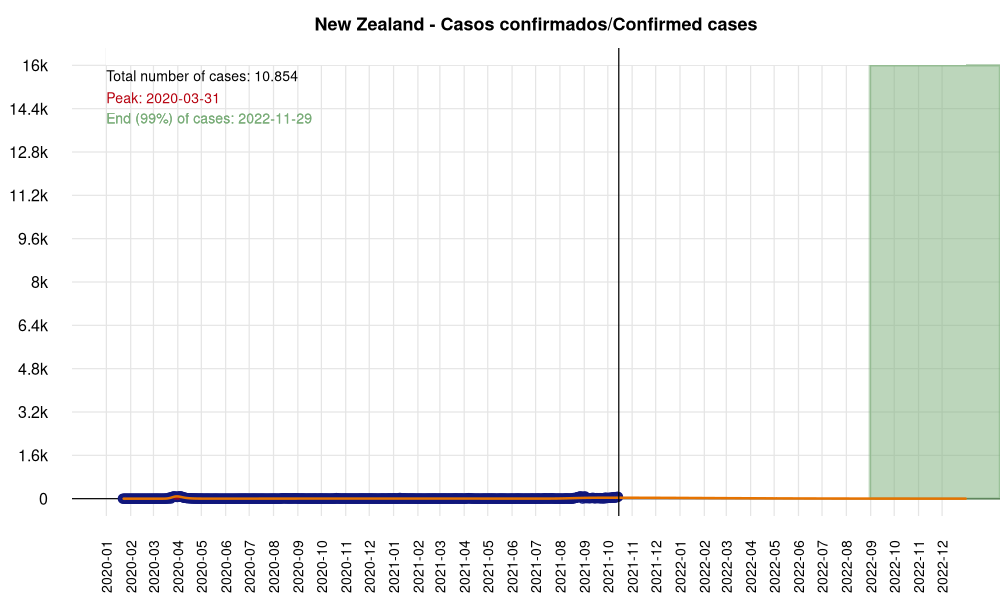 New Zealand - Casos confirmados/Confirmed cases
Total number of cases: 10.854
Peak: 2020-03-31
End (99%) of cases: 2022-11-29
16k
14.4k
12.8k
11.2k
9.6k
8k
6.4k
4.8k
3.2k
1.6k
0
2020-01
2020-02
2020-03
2020-04
2020-05
2020-06
2020-07
2020-08
2020-09
2020-10
2020-11
2020-12
2021-01
2021-02
2021-03
2021-04
2021-05
2021-06
2021-07
2021-08
2021-09
2021-10
2021-11
2021-12
2022-01
2022-02
2022-03
2022-04
2022-05
2022-06
2022-07
2022-08
2022-09
2022-10
2022-11
2022-12